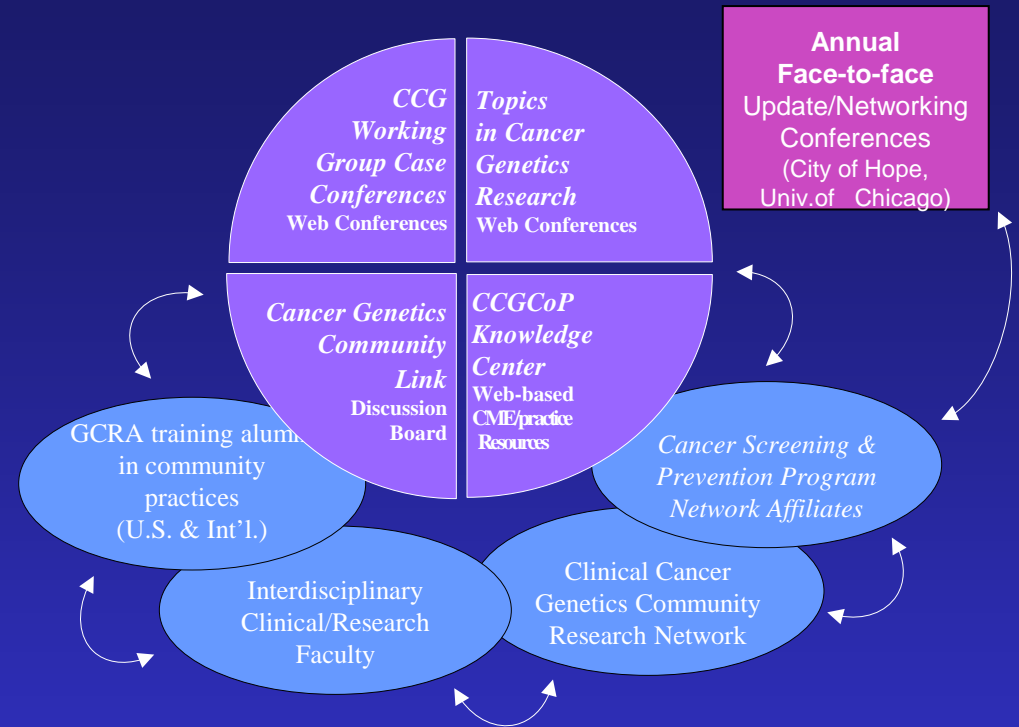 Annual
Face-to-face
Update/Networking
Conferences
(City of Hope,
Univ.of Chicago)
CCG
Working
Group Case
Conferences
Web Conferences
Topics
in Cancer
Genetics
Research
Web Conferences
Cancer Genetics
Community
Link
Discussion
Board
CCGCoP
Knowledge
Center
Web-based
CME/practice
Resources
GCRA training alum
in community
practices
(U.S. & Int’l.)
Interdisciplinary
Clinical/Research
Faculty
Clinical Cancer
Genetics Community
Research Network
Cancer Screening &
Prevention Program
Network Affiliates